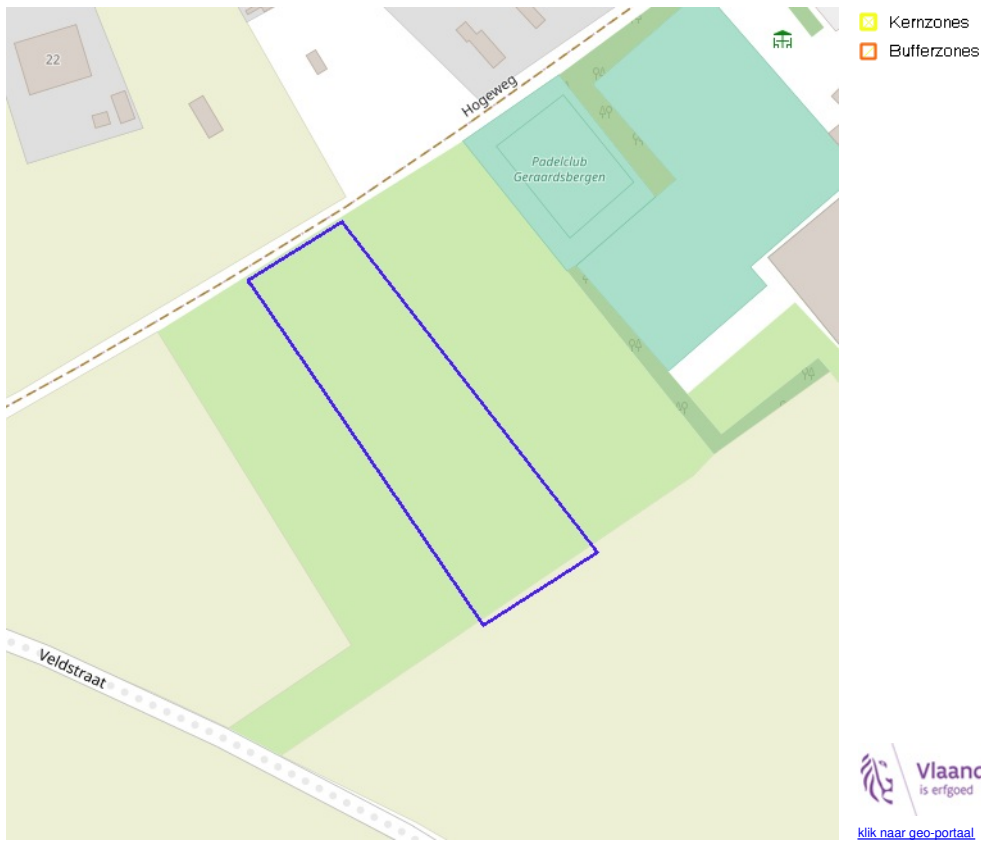 22
Hogeweg
Padelclub
Geraardsbergen
Veldstraat
Kernzones
Bufferzones
Vlaand
is erfgoed
klik naar geo-portaal